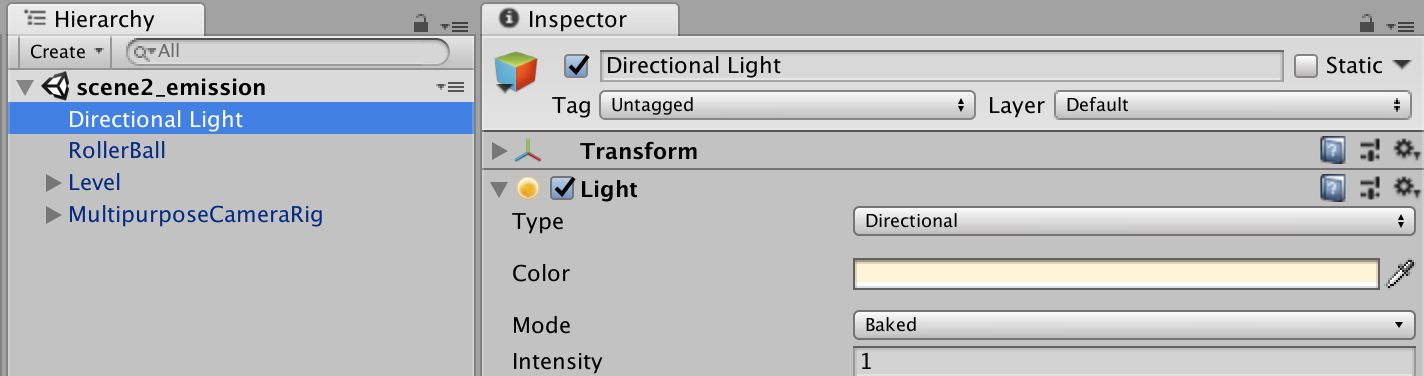 Hierarchy
Create
All
scene2_emission
Directional Light
RollerBall
Level
MultipurposeCameraRig
Inspector
Directional Light
Static
Tag
Untagged
Layer
Default
Transform
Light
Type
Directional
Color
Mode
Baked
Intensity
1